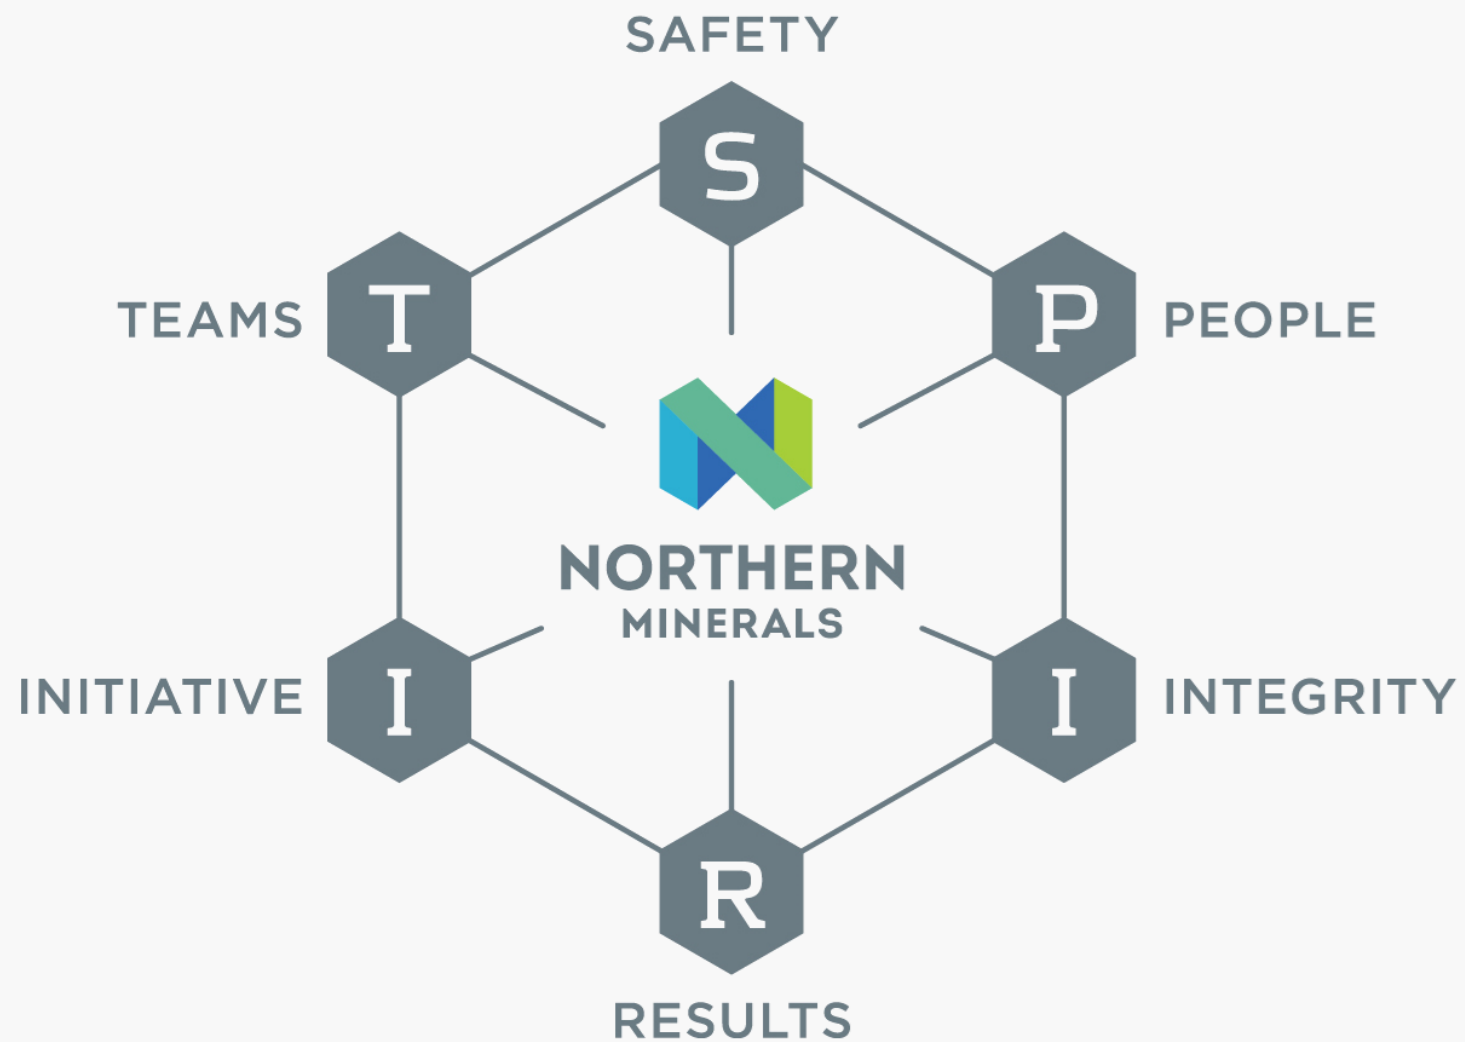 SAFETY
S
T
P
TEAMS
PEOPLE
NORTHERN
MINERALS
INITIATIVE
I
I
INTEGRITY
R
RESULTS